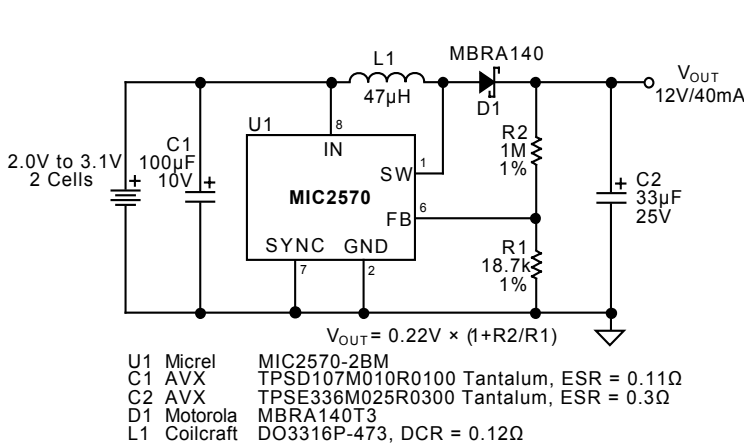 MBRA140
L1
47µH
D1
VOUT
12V/40mA
U1
8
IN
C1
100µF
10V
+
2.0V to 3.1V
2 Cells
+
SW
1
MIC2570
FB
6
SYNC
GND
7
2
R2
1M
1%
R1
18.7k
1%
+
C2
33µF
25V
VOUT = 0.22V × (1+R2/R1)
U1 Micrel MIC2570-2BM
C1 AVX TPSD107M010R0100 Tantalum, ESR = 0.11Ω
C2 AVX TPSE336M025R0300 Tantalum, ESR = 0.3Ω
D1 Motorola MBRA140T3
L1 Coilcraft DO3316P-473, DCR = 0.12Ω